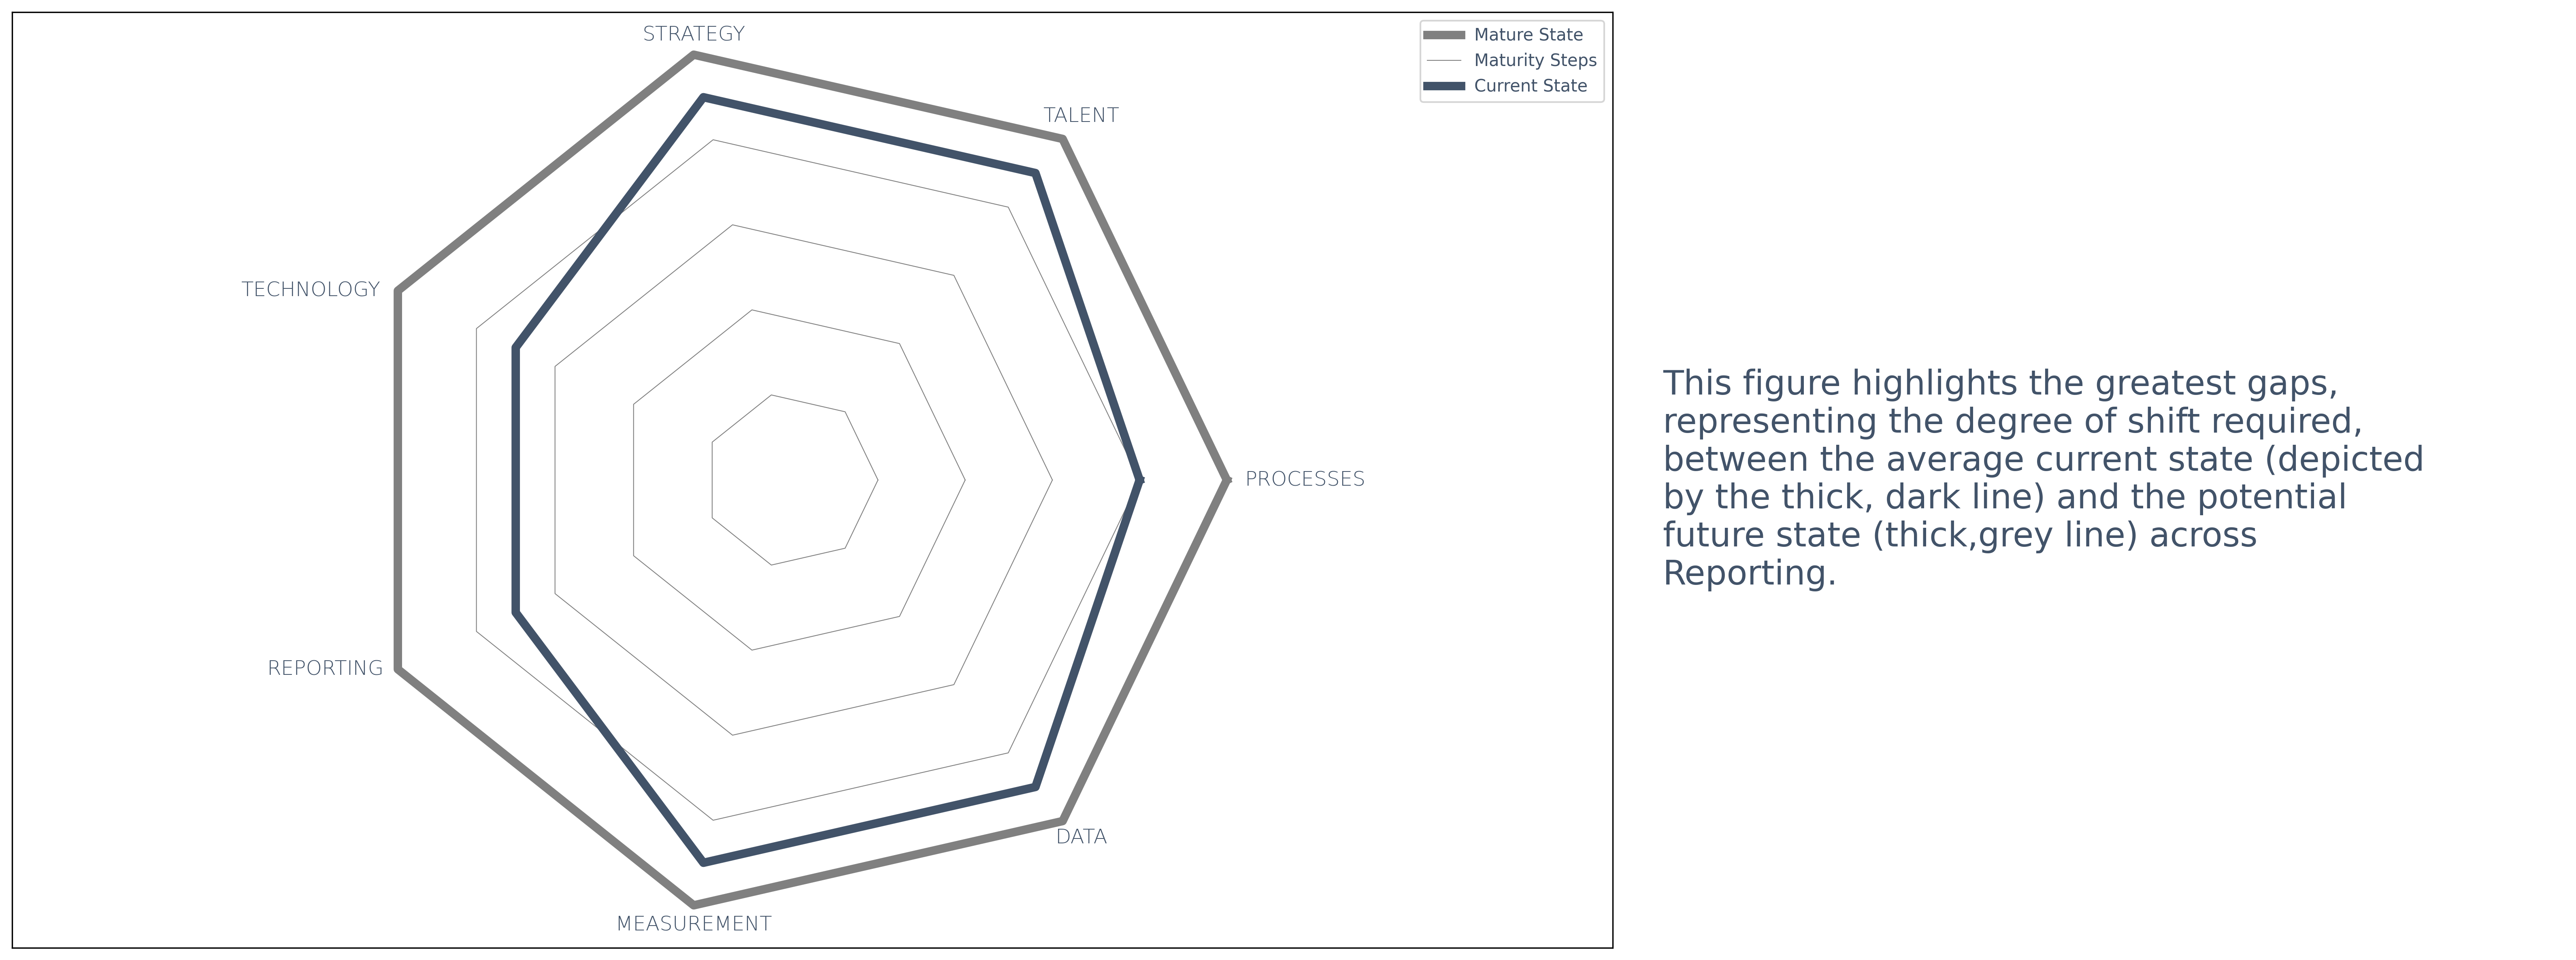 STRATEGY
Mature State
Maturity Steps
Current State
TALENT
TECHNOLOGY
PROCESSES
REPORTING
DATA
MEASUREMENT
This figure highlights the greatest gaps,
representing the degree of shift required,
between the average current state (depicted
by the thick, dark line) and the potential
future state (thick,grey line) across
Reporting.